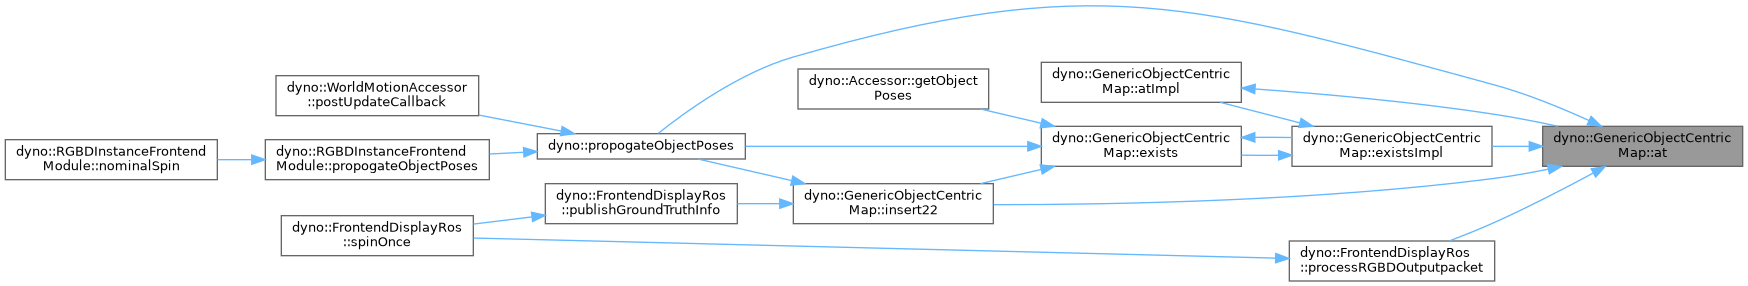 dyno::RGBDInstanceFrontend
Module::nominalSpin
dyno::WorldMotionAccessor
::postUpdateCallback
dyno::RGBDInstanceFrontend
Module::propogateObjectPoses
dyno::FrontendDisplayRos
::spinOnce
dyno::propogateObjectPoses
dyno::FrontendDisplayRos
::publishGroundTruthInfo
dyno::Accessor::getObject
Poses
dyno::GenericObjectCentric
Map::insert22
dyno::GenericObjectCentric
Map::atImpl
dyno::GenericObjectCentric
Map::exists
dyno::GenericObjectCentric
Map::existsImpl
dyno::FrontendDisplayRos
::processRGBDOutputpacket
dyno::GenericObjectCentric
Map::at